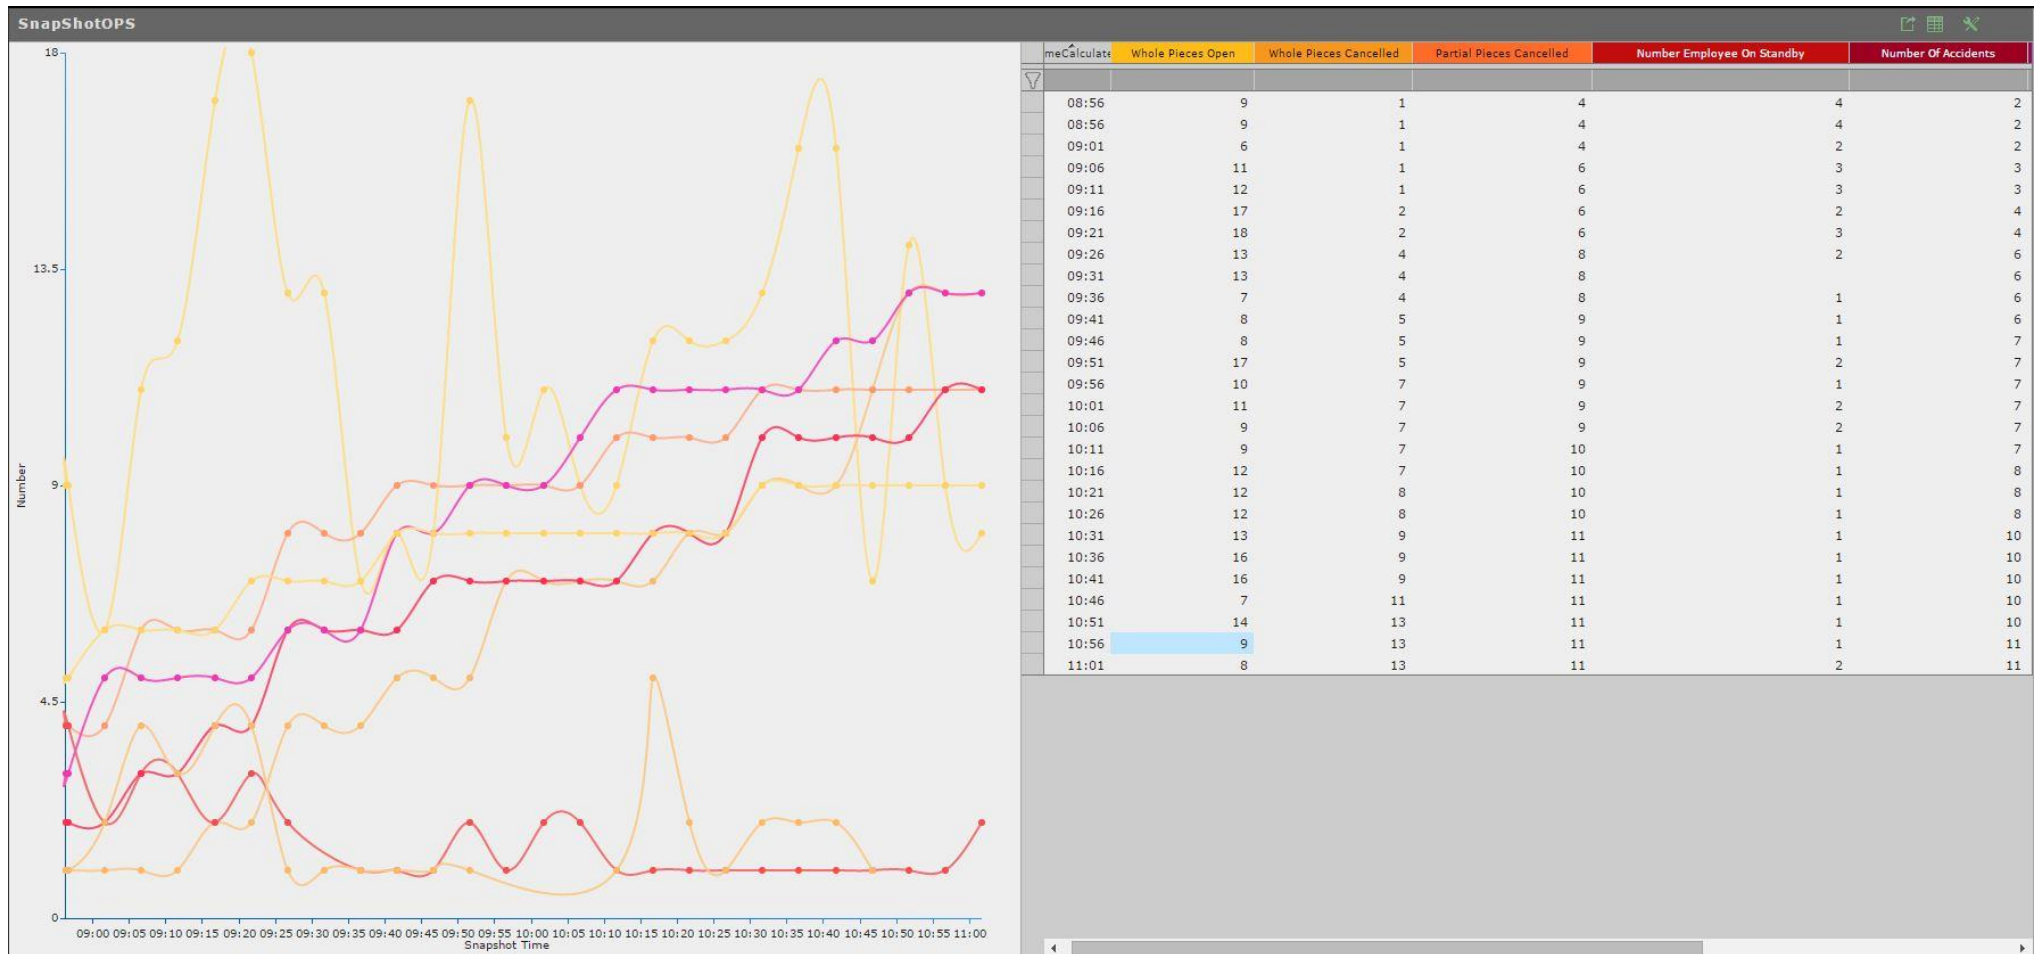 SnapShotOPS
18
13.5
9
4.5
0
Number
09:00 09:05 09:10 09:15 09:20 09:25 09:30 09:35 09:40 09:45 09:50 09:55 10:00 10:05 10:10 10:15 10:20 10:25 10:30 10:35 10:40 10:45 10:50 10:55 11:00
Snapshot Time
meCalculate Whole Pieces Open Whole Pieces Cancelled Partial Pieces Cancelled Number Employee On Standby Number Of Accidents
08:56 9 1 4 4 2
08:56 9 1 4 4 2
09:01 6 1 4 2 2
09:06 11 1 6 3 3
09:11 12 1 6 3 3
09:16 17 2 6 2 4
09:21 18 2 6 3 4
09:26 13 4 8 2 6
09:31 13 4 8 6
09:36 7 4 8 1 6
09:41 8 5 9 1 6
09:46 8 5 9 1 7
09:51 17 5 9 2 7
09:56 10 7 9 1 7
10:01 11 7 9 2 7
10:06 9 7 9 2 7
10:11 9 7 10 1 7
10:16 12 7 10 1 8
10:21 12 8 10 1 8
10:26 12 8 10 1 8
10:31 13 9 11 1 10
10:36 16 9 11 1 10
10:41 16 9 11 1 10
10:46 7 11 11 1 10
10:51 14 13 11 1 10
10:56 9 13 11 1 11
11:01 8 13 11 2 11